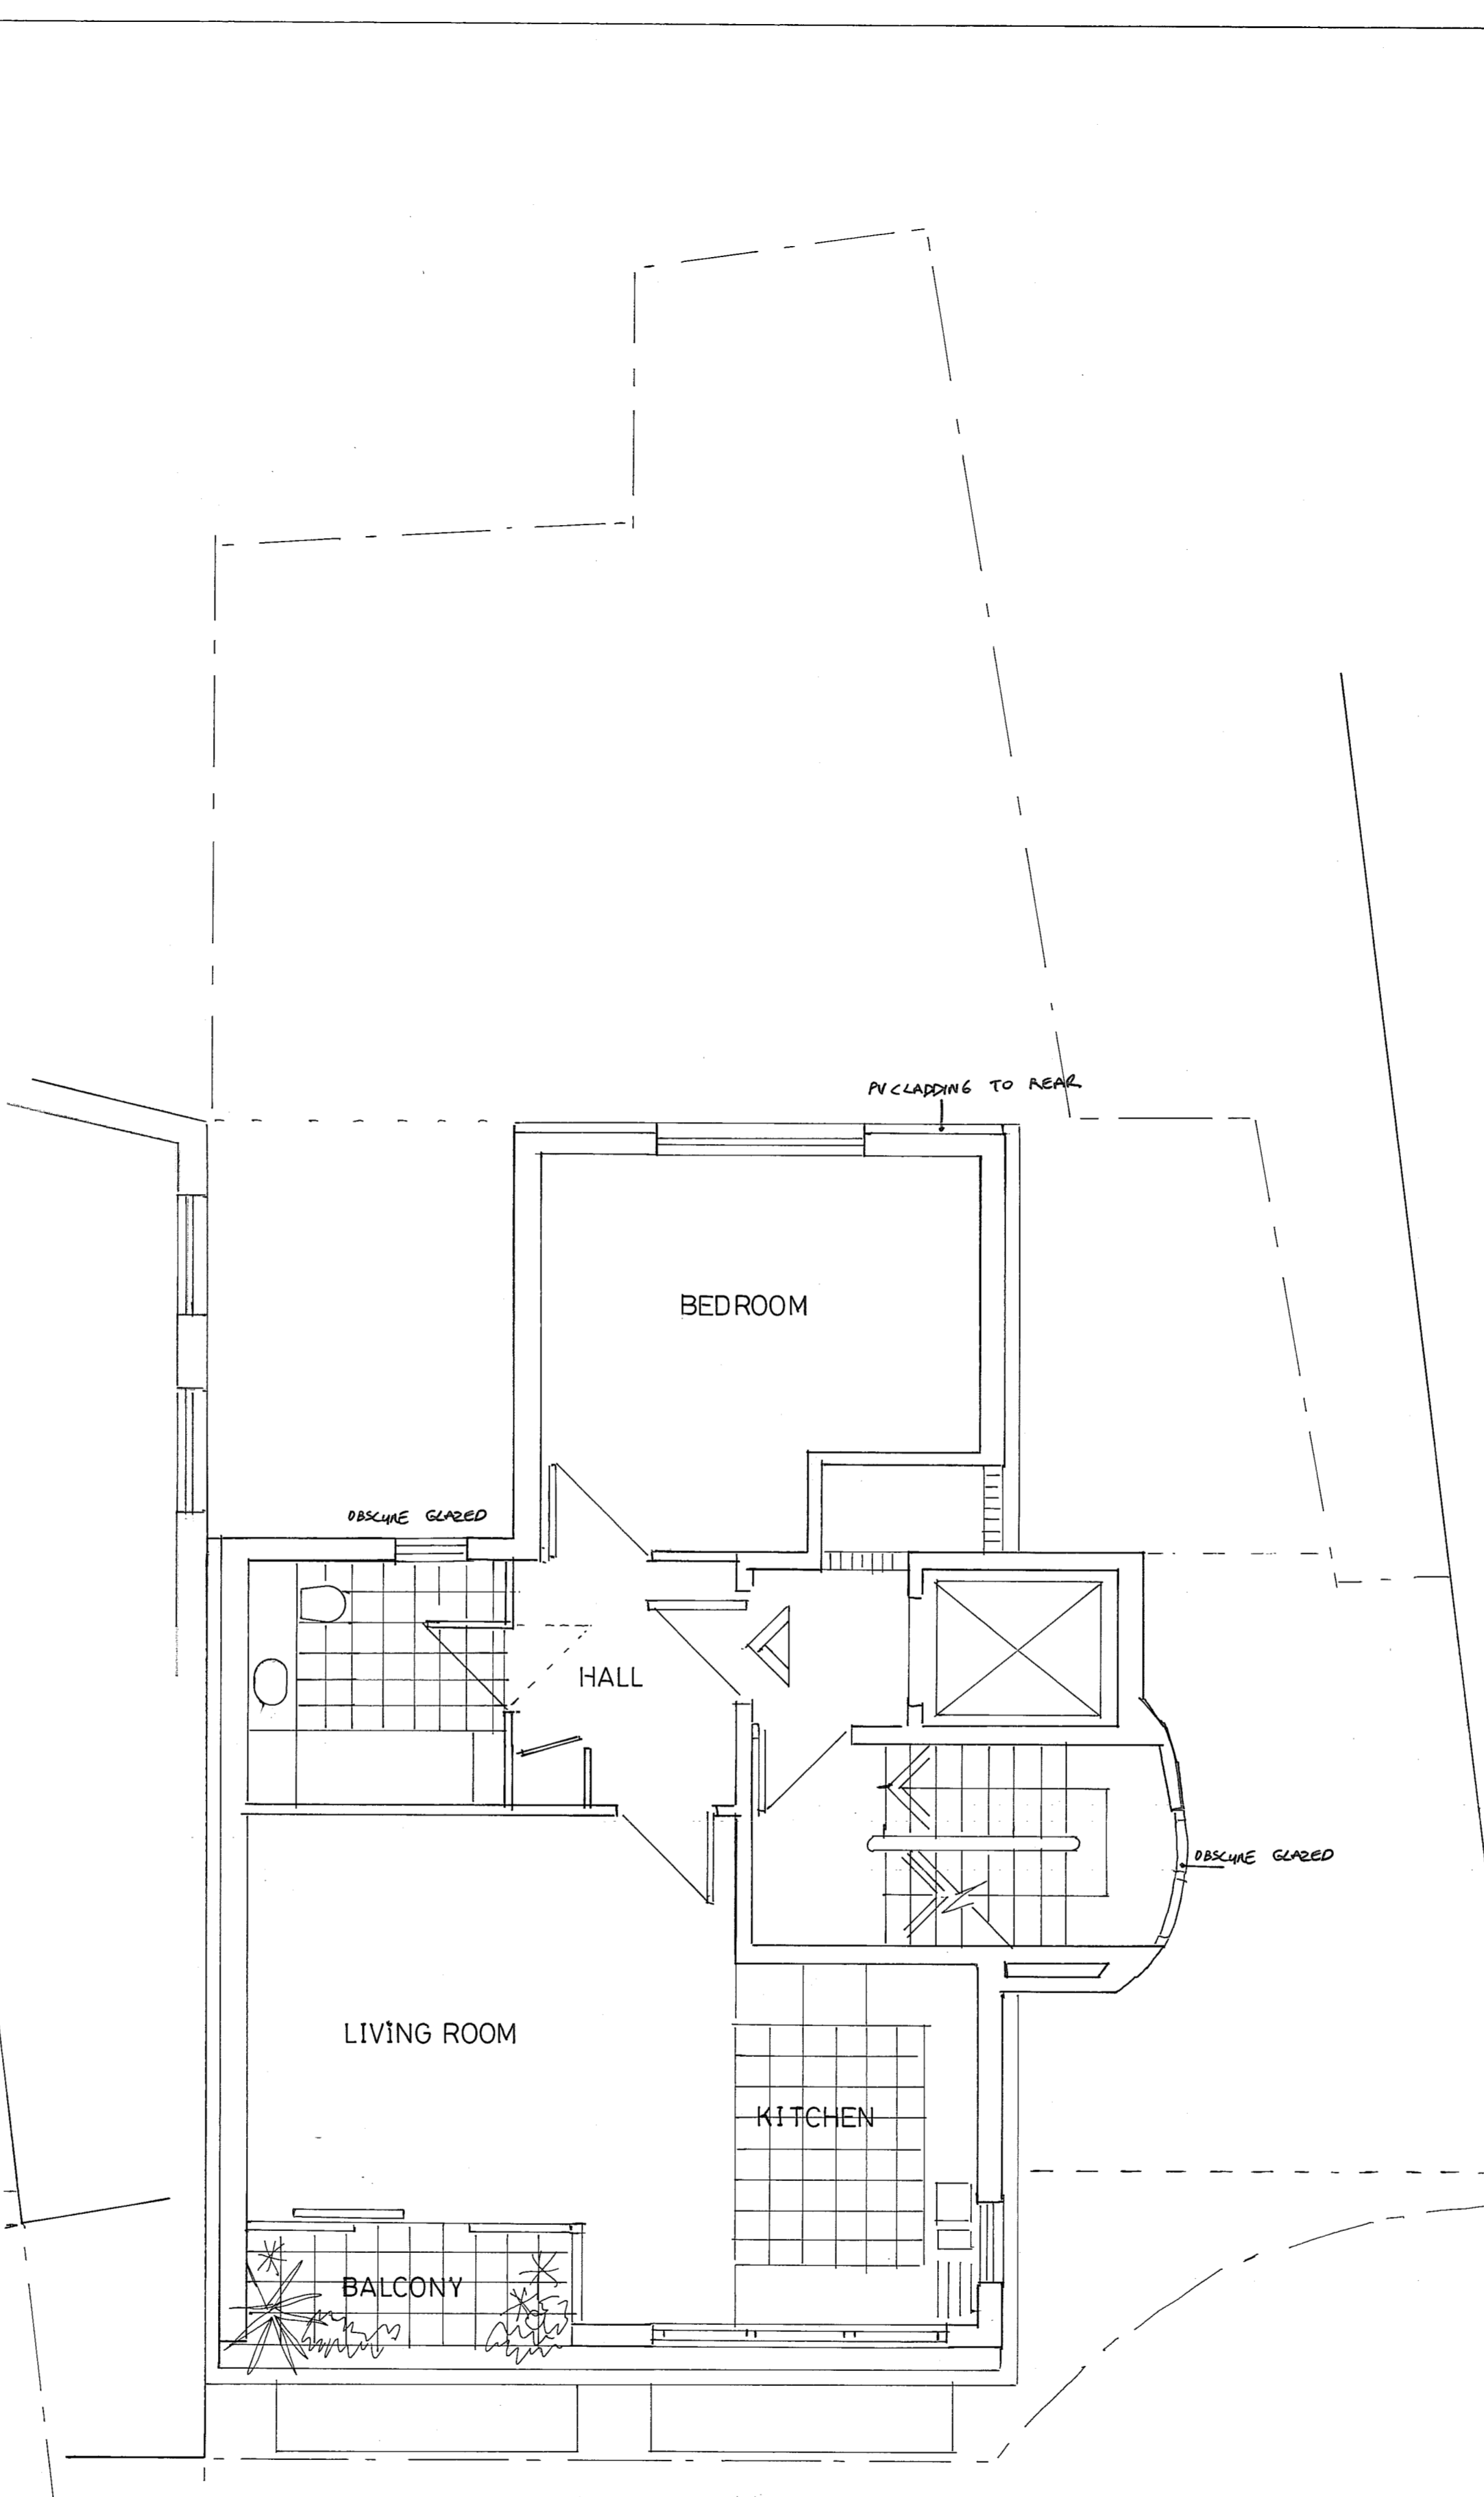 PV CLADDING TO REAR
BEDROOM
OBSCURE GLAZED
HALL
OBSCURE GLAZED
LIVING ROOM
KITCHEN
BALCONY